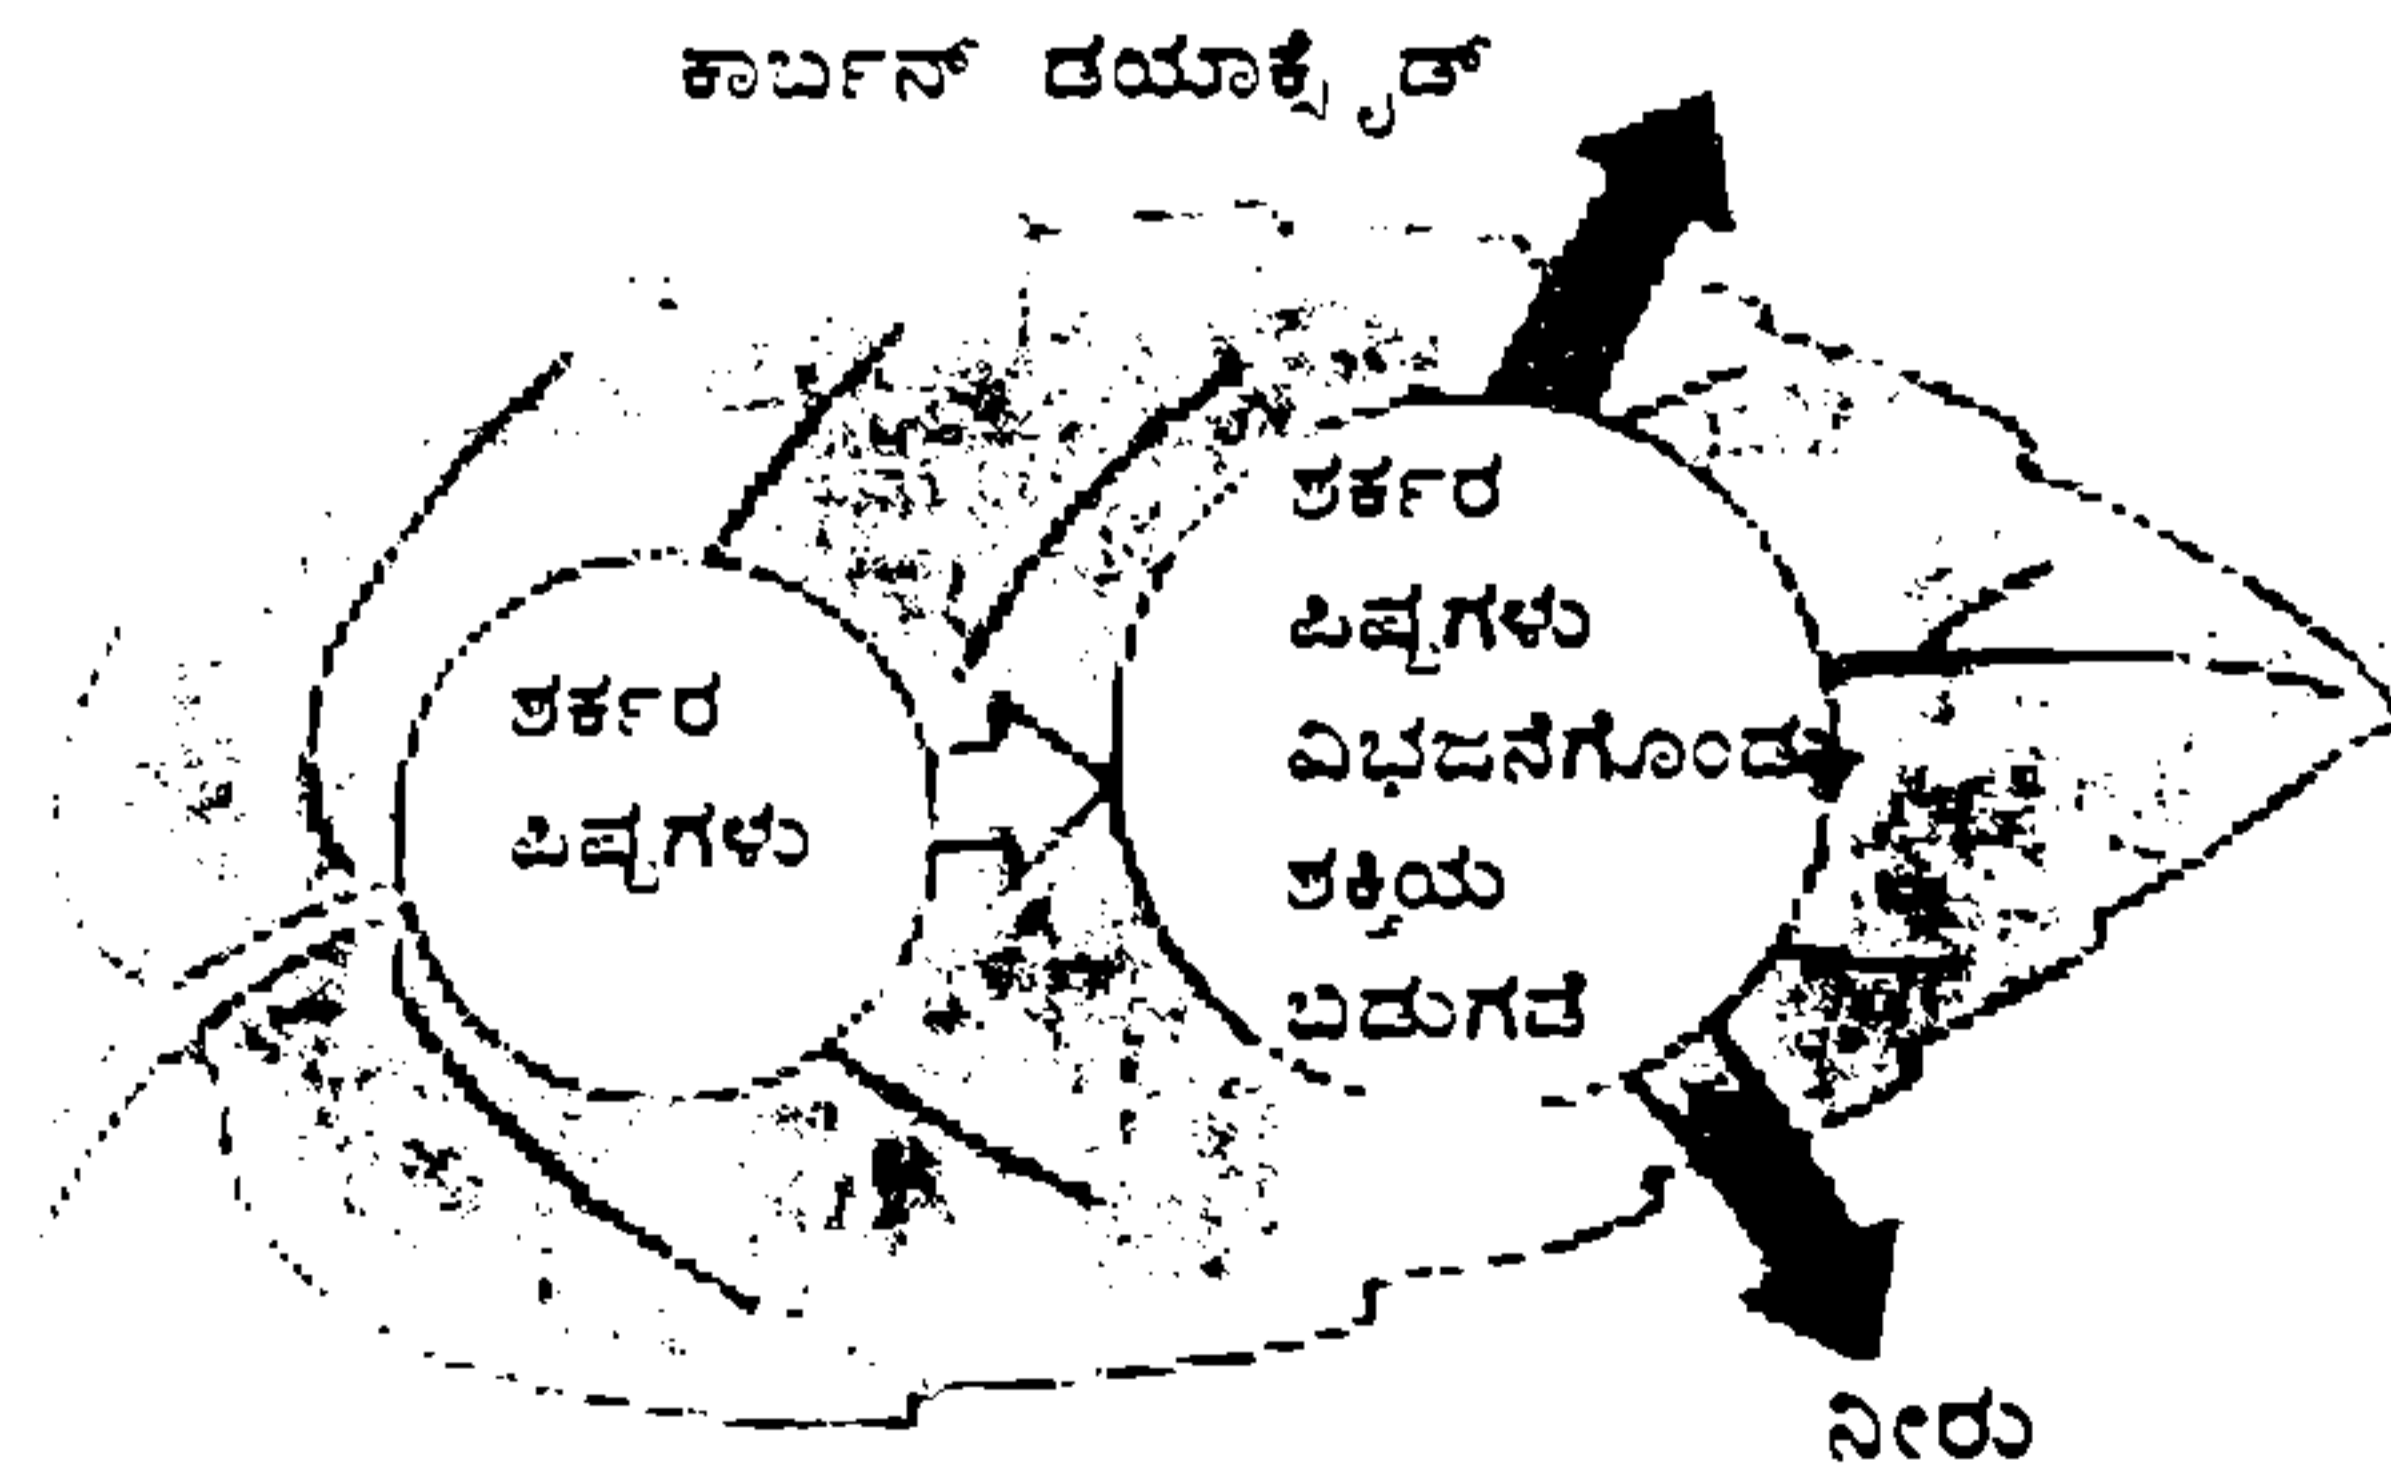 ಕಾರ್ಬನ್ ಡಯಾಕ್ಸೈಡ್
ಶರ್ಕರ
ಪಿಷ್ಟಗಳು
ಶರ್ಕರ
ಪಿಷ್ಟಗಳು
ವಿಭಜನೆಗೊಂಡು
ಶಕ್ತಿಯ
ಬಿಡುಗಡೆ
ನೀರು